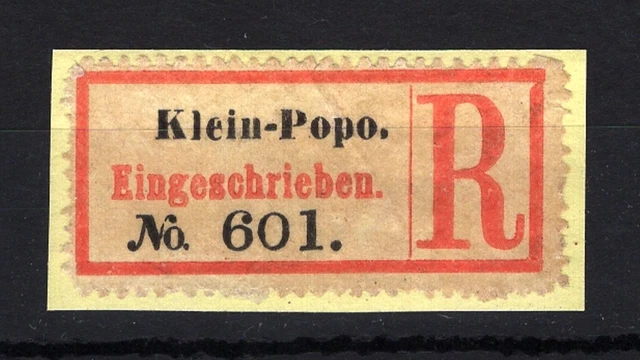 Klein-Popo.
Eingeschrieben.
No. 601.
R